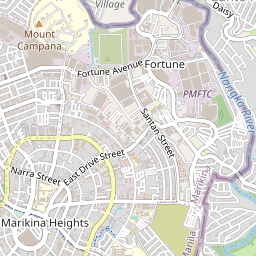 Village
Daisy
Mount
Campana
Fortune Avenue
Fortune
PMFTC
Nangka River
Santan Street
East Drive Street
Narra Street
Marikina Heights
Manila
Marikina